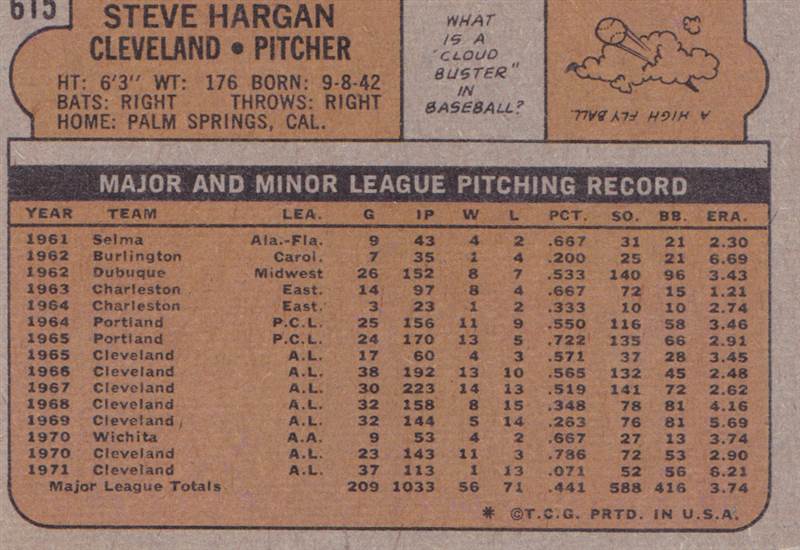 615
STEVE HARGAN
CLEVELAND • PITCHER
HT: 6'3" WT: 176 BORN: 9-8-42
BATS: RIGHT THROWS: RIGHT
HOME: PALM SPRINGS, CAL.
WHAT
IS A
"CLOUD
BUSTER"
IN
BASEBALL?
A HIGH FLY BALL
MAJOR AND MINOR LEAGUE PITCHING RECORD
YEAR TEAM LEA. G IP W L PCT. SO. BB. ERA.
1961 Selma Ala.-Fla. 9 43 4 2 .667 31 21 2.30
1962 Burlington Carol. 7 35 1 4 .200 25 21 6.69
1962 Dubuque Midwest 26 152 8 7 .533 140 96 3.43
1963 Charleston East. 14 97 8 4 .667 72 15 1.21
1964 Charleston East. 3 23 1 2 .333 10 10 2.74
1964 Portland P.C.L. 25 156 11 9 .550 116 58 3.46
1965 Portland P.C.L. 24 170 13 5 .722 135 66 2.91
1965 Cleveland A.L. 17 60 4 3 .571 37 28 3.45
1966 Cleveland A.L. 38 192 13 10 .565 132 45 2.48
1967 Cleveland A.L. 30 223 14 13 .519 141 72 2.62
1968 Cleveland A.L. 32 158 8 15 .348 78 81 4.16
1969 Cleveland A.L. 32 144 5 14 .263 76 81 5.69
1970 Wichita A.A. 9 53 4 2 .667 27 13 3.74
1970 Cleveland A.L. 23 143 11 3 .786 72 53 2.90
1971 Cleveland A.L. 37 113 1 13 .071 52 56 6.21
Major League Totals 209 1033 56 71 .441 588 416 3.74
* ©T.C.G. PRTD. IN U.S.A.